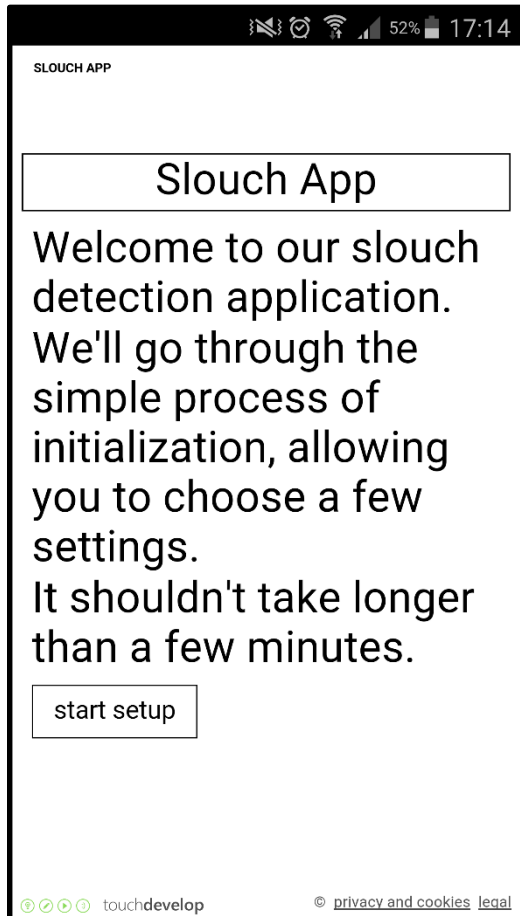 52% 17:14
SLOUCH APP
Slouch App
Welcome to our slouch
detection application.
We'll go through the
simple process of
initialization, allowing
you to choose a few
settings.
It shouldn't take longer
than a few minutes.
start setup
touchdevelop © privacy and cookies legal